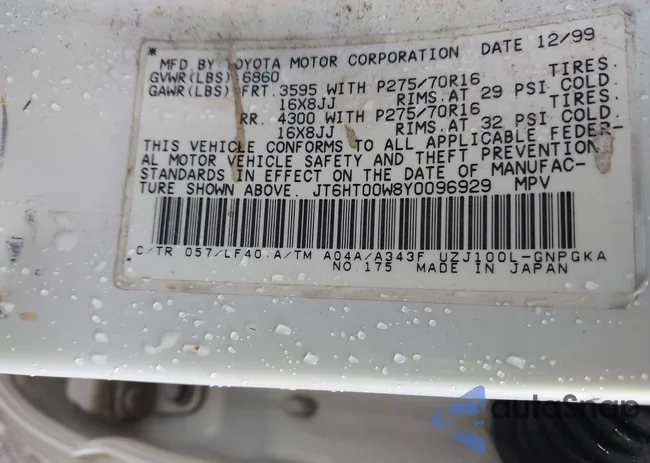 * MFD. BY TOYOTA MOTOR CORPORATION DATE 12/99
GVWR(LBS) 6860
GAWR(LBS) FRT. 3595 WITH P275/70R16 TIRES.
16X8JJ RIMS. AT 29 PSI COLD.
RR. 4300 WITH P275/70R16 TIRES.
16X8JJ RIMS. AT 32 PSI COLD.
THIS VEHICLE CONFORMS TO ALL APPLICABLE FEDER-
AL MOTOR VEHICLE SAFETY AND THEFT PREVENTION
STANDARDS IN EFFECT ON THE DATE OF MANUFAC-
TURE SHOWN ABOVE. JT6HT00W8Y0096929 MPV
C/TR 057/LF40 A/TM A04A/A343F UZJ100L-GNPGKA
NO. 175 MADE IN JAPAN
autoSnap